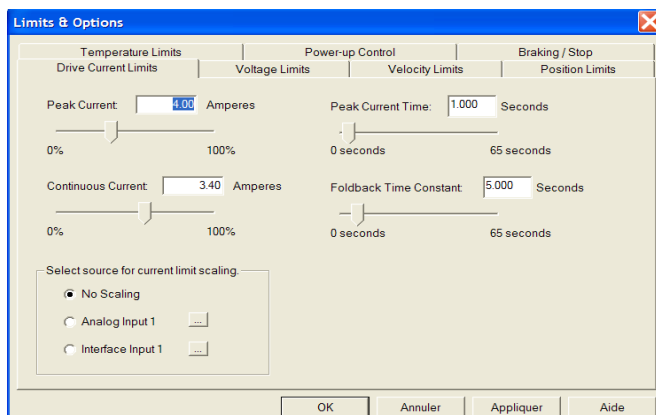 Limits & Options
Temperature Limits Power-up Control Braking / Stop
Drive Current Limits Voltage Limits Velocity Limits Position Limits
Peak Current: 4.00 Amperes Peak Current Time: 1.000 Seconds
0% 100% 0 seconds 65 seconds
Continuous Current: 3.40 Amperes Foldback Time Constant: 5.000 Seconds
0% 100% 0 seconds 65 seconds
Select source for current limit scaling.
No Scaling
Analog Input 1 ...
Interface Input 1 ...
OK Annuler Appliquer Aide